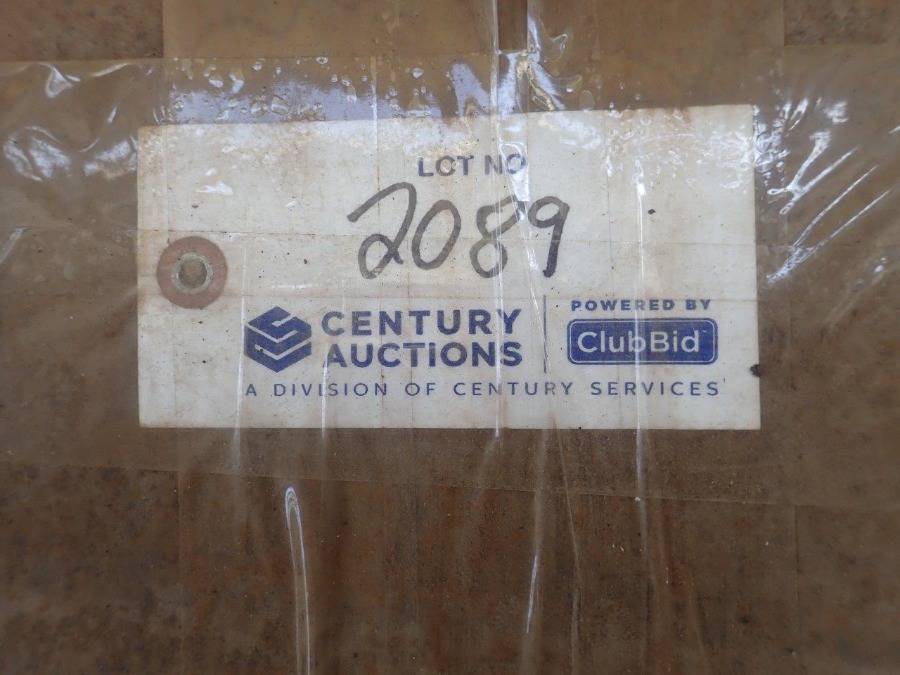 LOT NO
2089
CENTURY AUCTIONS
POWERED BY
ClubBid
A DIVISION OF CENTURY SERVICES